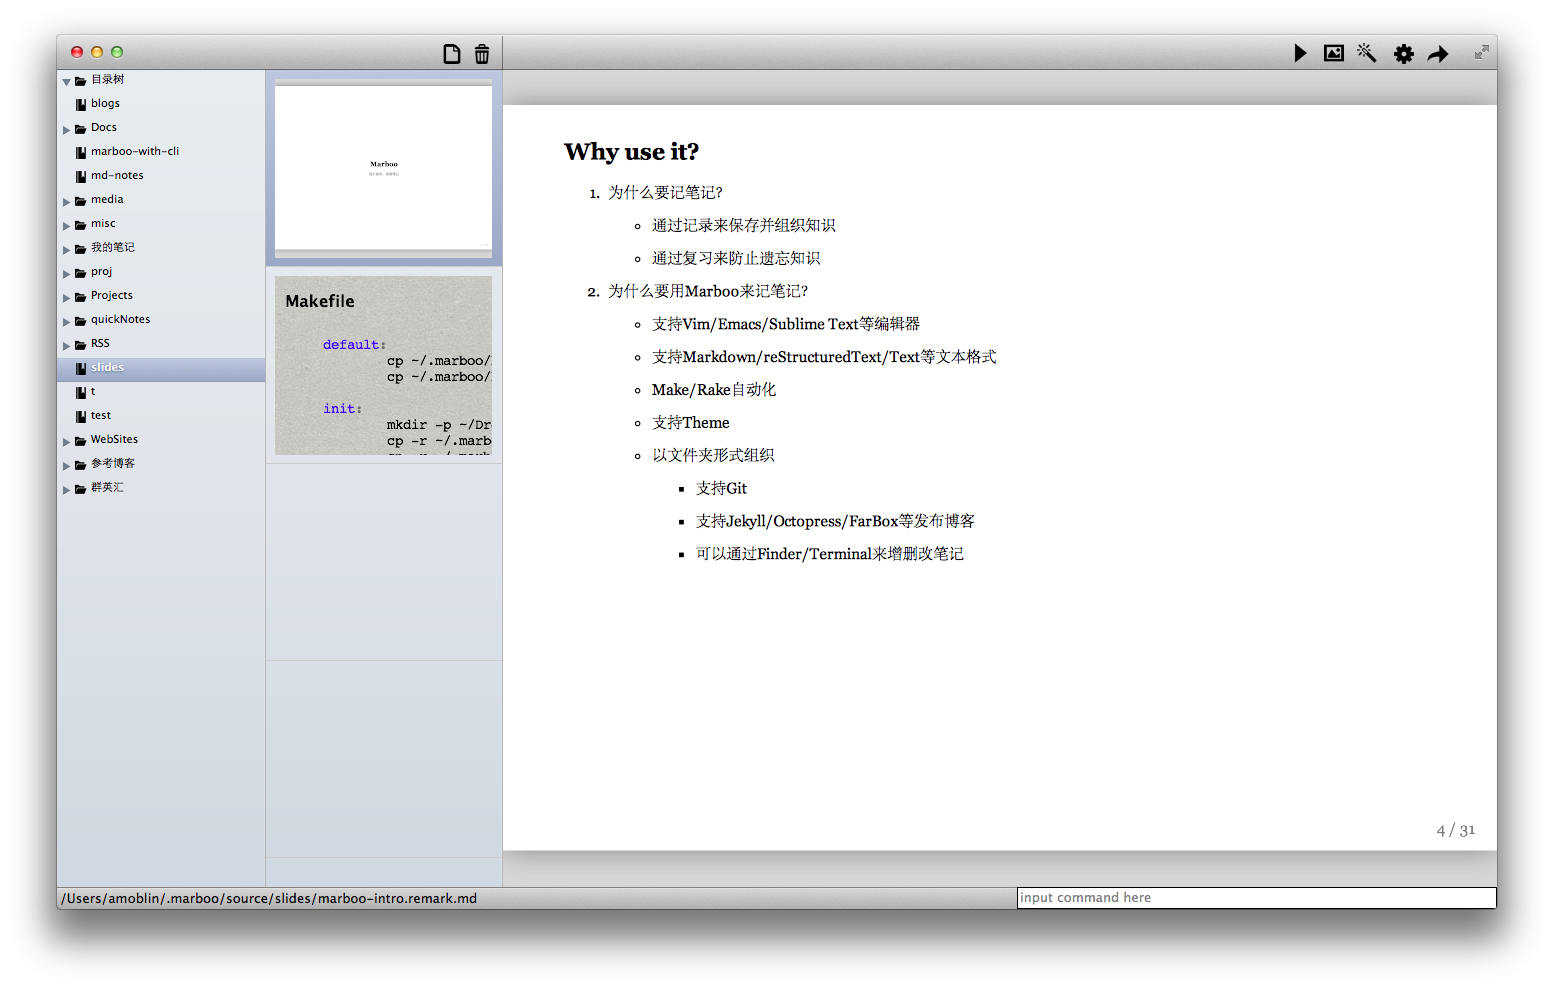 目录树
blogs
Docs
marboo-with-cli
md-notes
media
misc
我的笔记
proj
Projects
quickNotes
RSS
slides
t
test
WebSites
参考博客
群英汇
Marboo
Makefile
default:
cp ~/.marboo/
cp ~/.marboo/
init:
mkdir -p ~/Dr
cp -r ~/.marb
Why use it?
1. 为什么要记笔记?
通过记录来保存并组织知识
通过复习来防止遗忘知识
2. 为什么要用Marboo来记笔记?
支持Vim/Emacs/Sublime Text等编辑器
支持Markdown/reStructuredText/Text等文本格式
Make/Rake自动化
支持Theme
以文件夹形式组织
支持Git
支持Jekyll/Octopress/FarBox等发布博客
可以通过Finder/Terminal来增删改笔记
4 / 31
/Users/amoblin/.marboo/source/slides/marboo-intro.remark.md
input command here